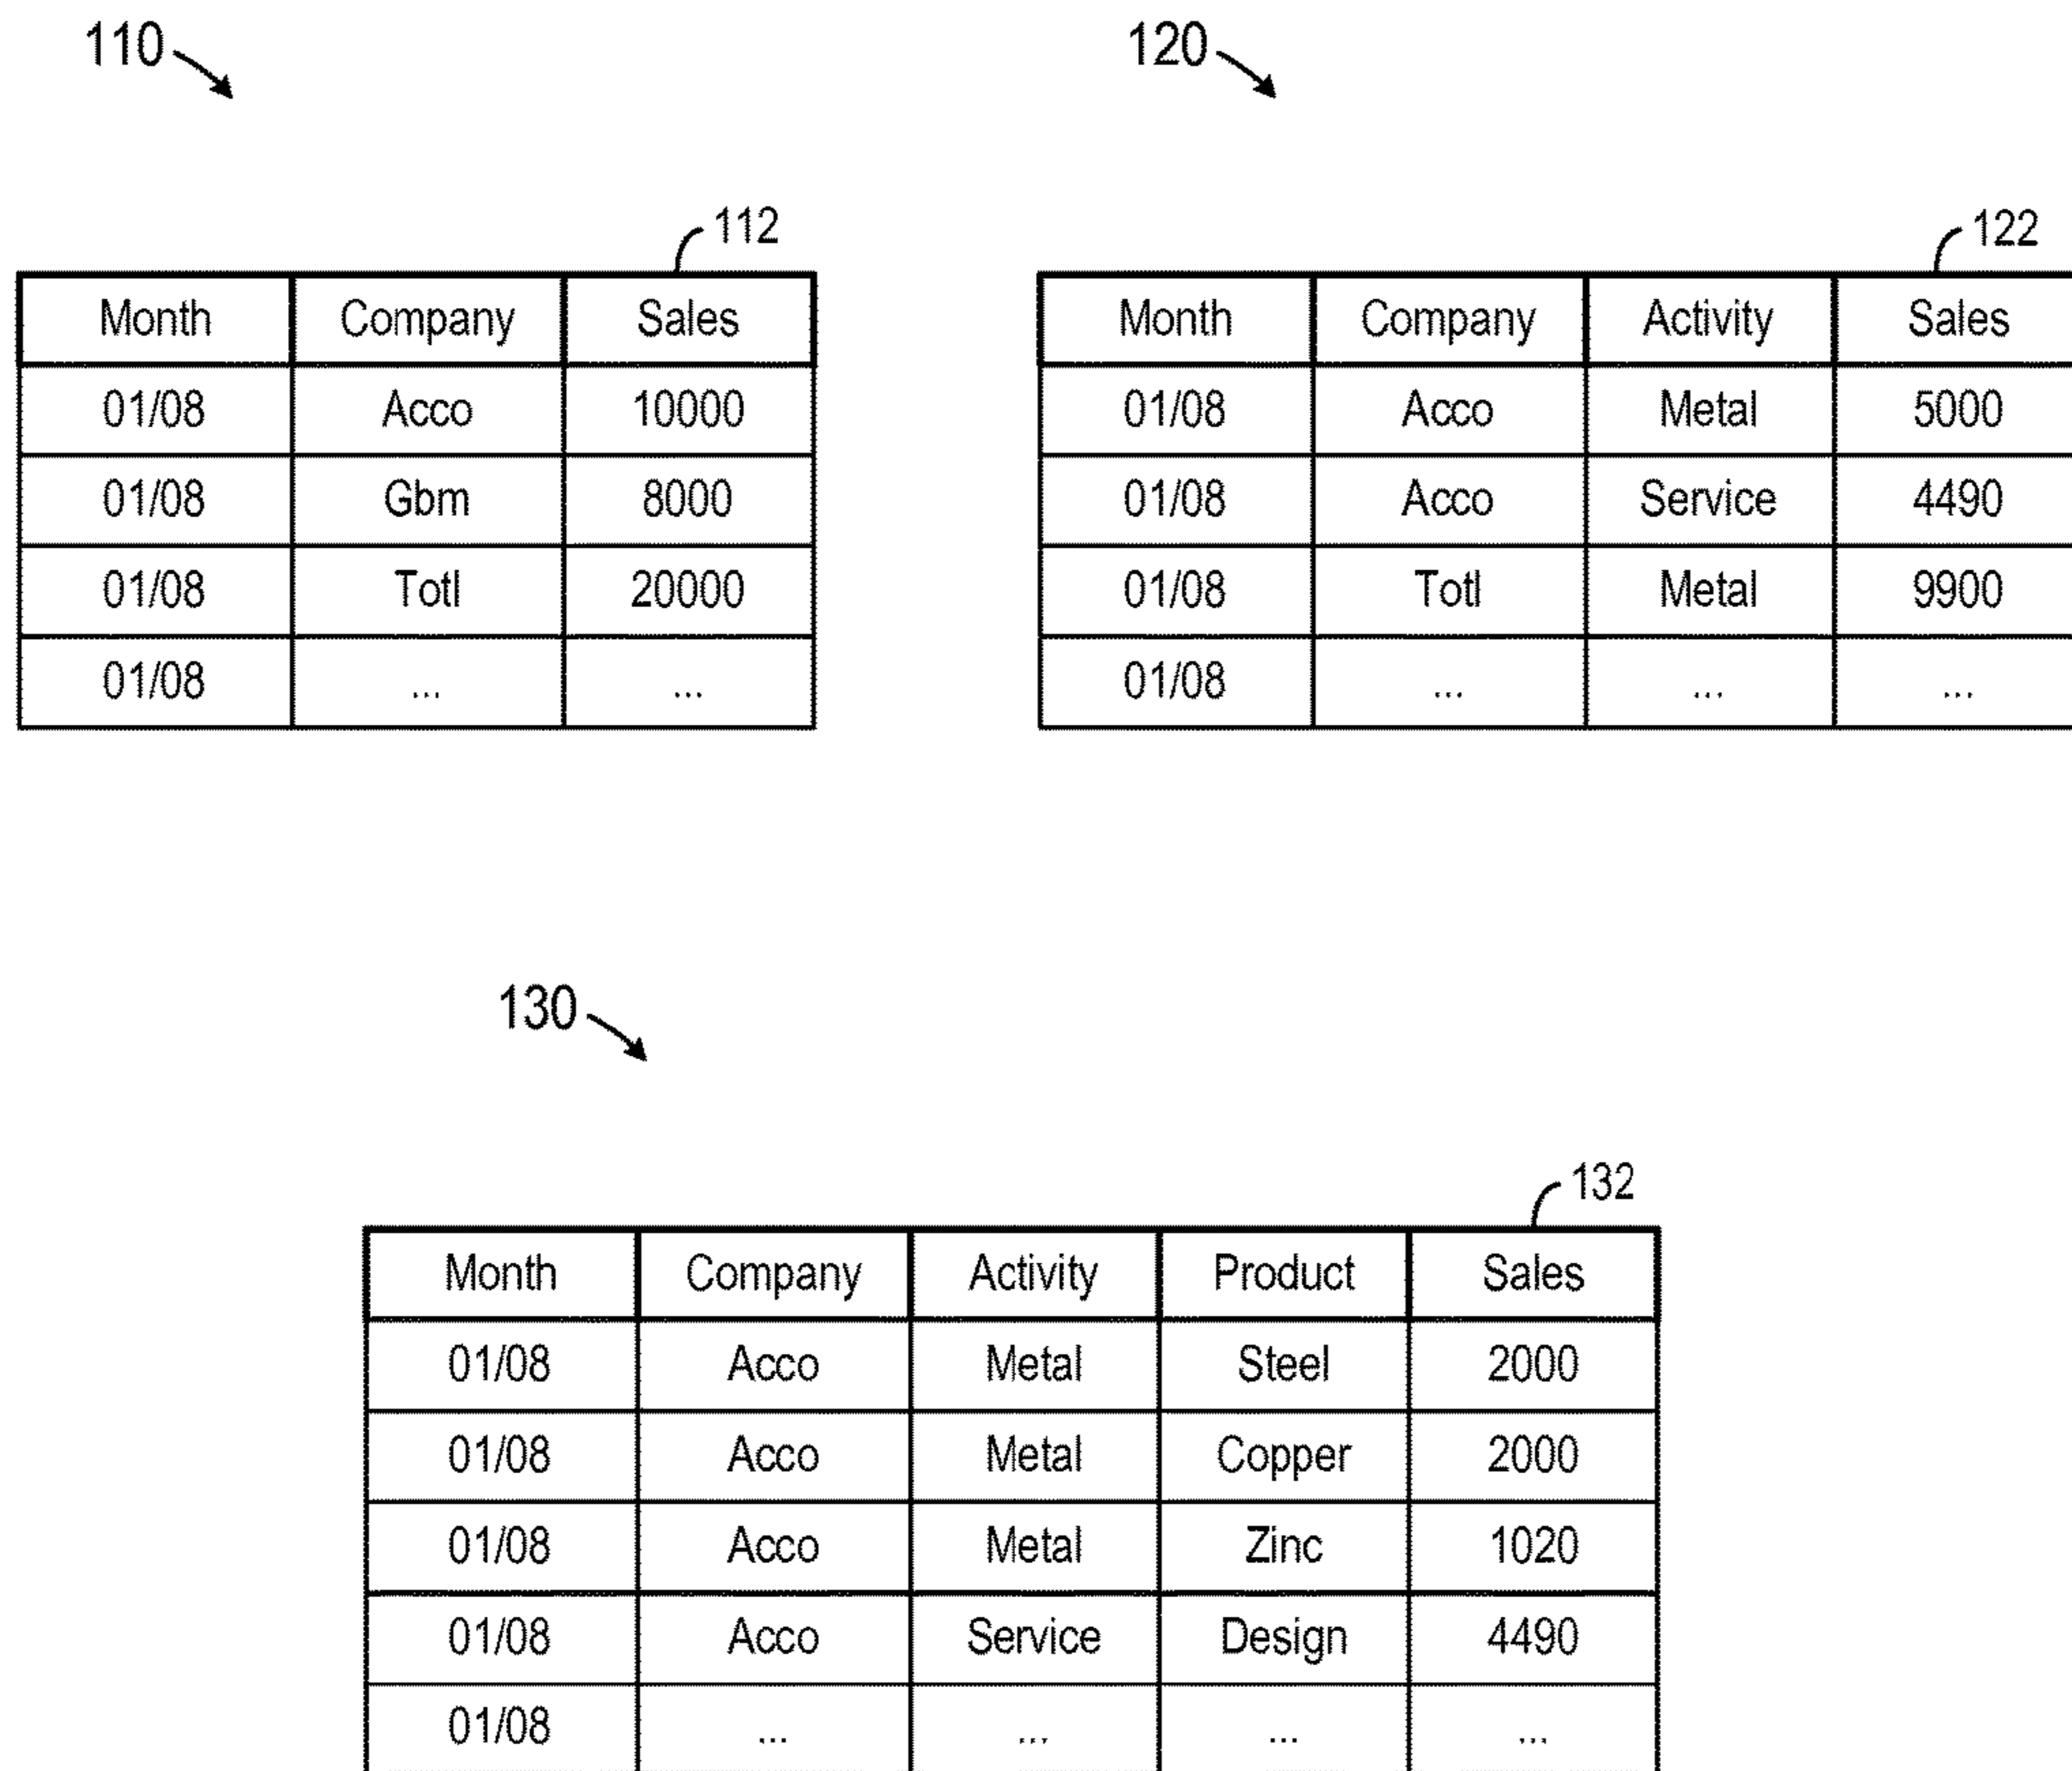 110
120
112
122
Month Company Sales
01/08 Acco 10000
01/08 Gbm 8000
01/08 Totl 20000
01/08 ... ...
Month Company Activity Sales
01/08 Acco Metal 5000
01/08 Acco Service 4490
01/08 Totl Metal 9900
01/08 ... ... ...
130
132
Month Company Activity Product Sales
01/08 Acco Metal Steel 2000
01/08 Acco Metal Copper 2000
01/08 Acco Metal Zinc 1020
01/08 Acco Service Design 4490
01/08 ... ... ... ...